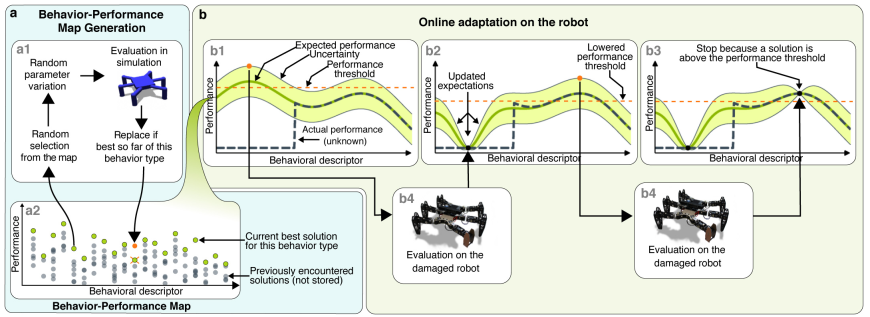 a
Behavior-Performance
Map Generation
a1
Random
parameter
variation
Evaluation in
simulation
Random
selection
from the map
Replace if
best so far of this
behavior type
a2
Performance
Behavioral descriptor
Current best solution
for this behavior type
Previously encountered
solutions (not stored)
Behavior-Performance Map
b
Online adaptation on the robot
b1
Expected performance
Uncertainty
Performance
threshold
Actual performance
(unknown)
Performance
Behavioral descriptor
b2
Updated
expectations
Lowered
performance
threshold
Performance
Behavioral descriptor
b3
Stop because a solution is
above the performance threshold
Performance
Behavioral descriptor
b4
Evaluation on the
damaged robot
b4
Evaluation on the
damaged robot